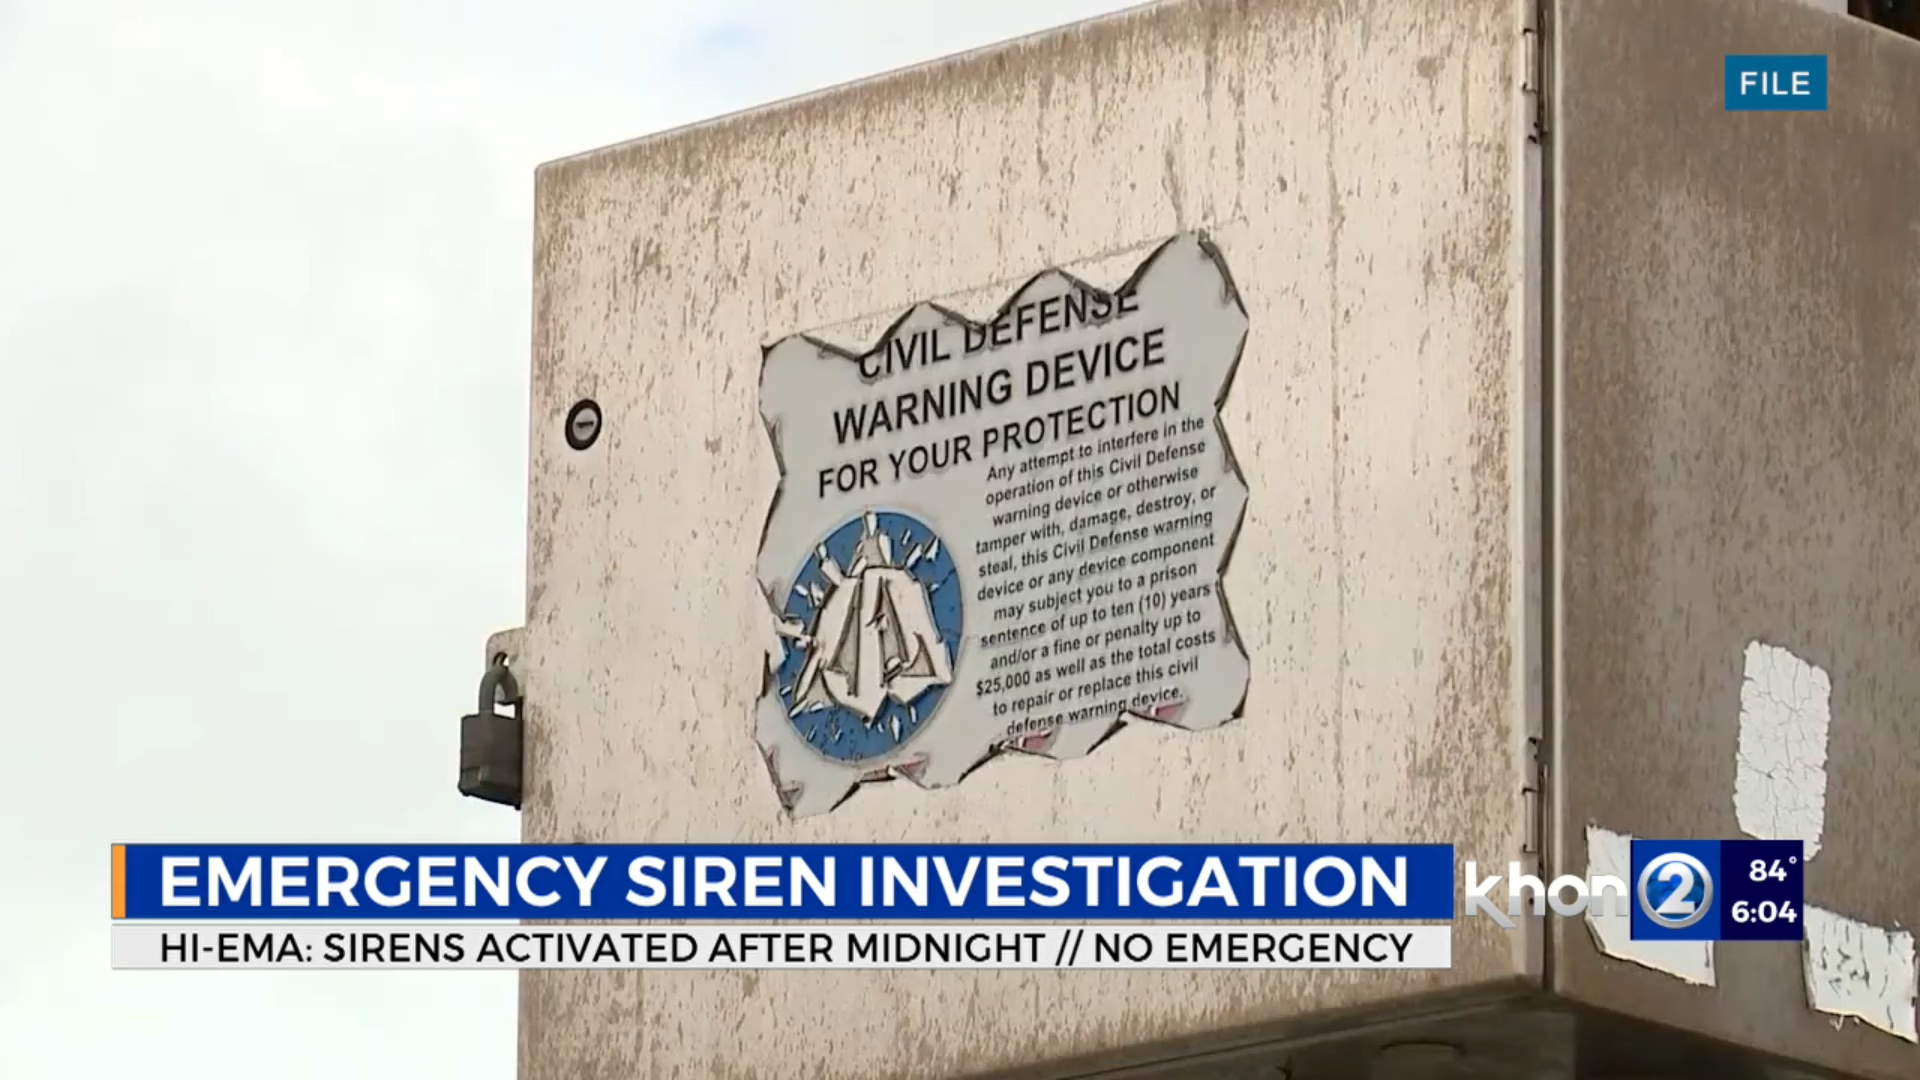 FILE
CIVIL DEFENSE
WARNING DEVICE
FOR YOUR PROTECTION
Any attempt to interfere in the
operation of this Civil Defense
warning device or otherwise
tamper with, damage, destroy, or
steal, this Civil Defense warning
device or any device component
may subject you to a prison
sentence of up to ten (10) years
and/or a fine or penalty up to
$25,000 as well as the total costs
to repair or replace this civil
defense warning device.
EMERGENCY SIREN INVESTIGATION
HI-EMA: SIRENS ACTIVATED AFTER MIDNIGHT // NO EMERGENCY
khon 2
84°
6:04